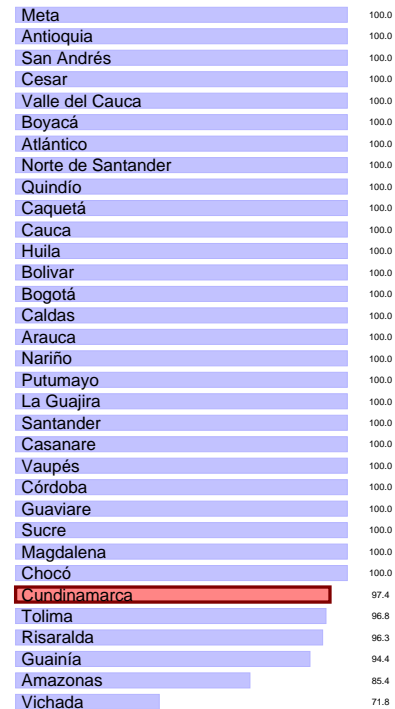 Meta 100.0
Antioquia 100.0
San Andrés 100.0
Cesar 100.0
Valle del Cauca 100.0
Boyacá 100.0
Atlántico 100.0
Norte de Santander 100.0
Quindío 100.0
Caquetá 100.0
Cauca 100.0
Huila 100.0
Bolivar 100.0
Bogotá 100.0
Caldas 100.0
Arauca 100.0
Nariño 100.0
Putumayo 100.0
La Guajira 100.0
Santander 100.0
Casanare 100.0
Vaupés 100.0
Córdoba 100.0
Guaviare 100.0
Sucre 100.0
Magdalena 100.0
Chocó 100.0
Cundinamarca 97.4
Tolima 96.8
Risaralda 96.3
Guainía 94.4
Amazonas 85.4
Vichada 71.8